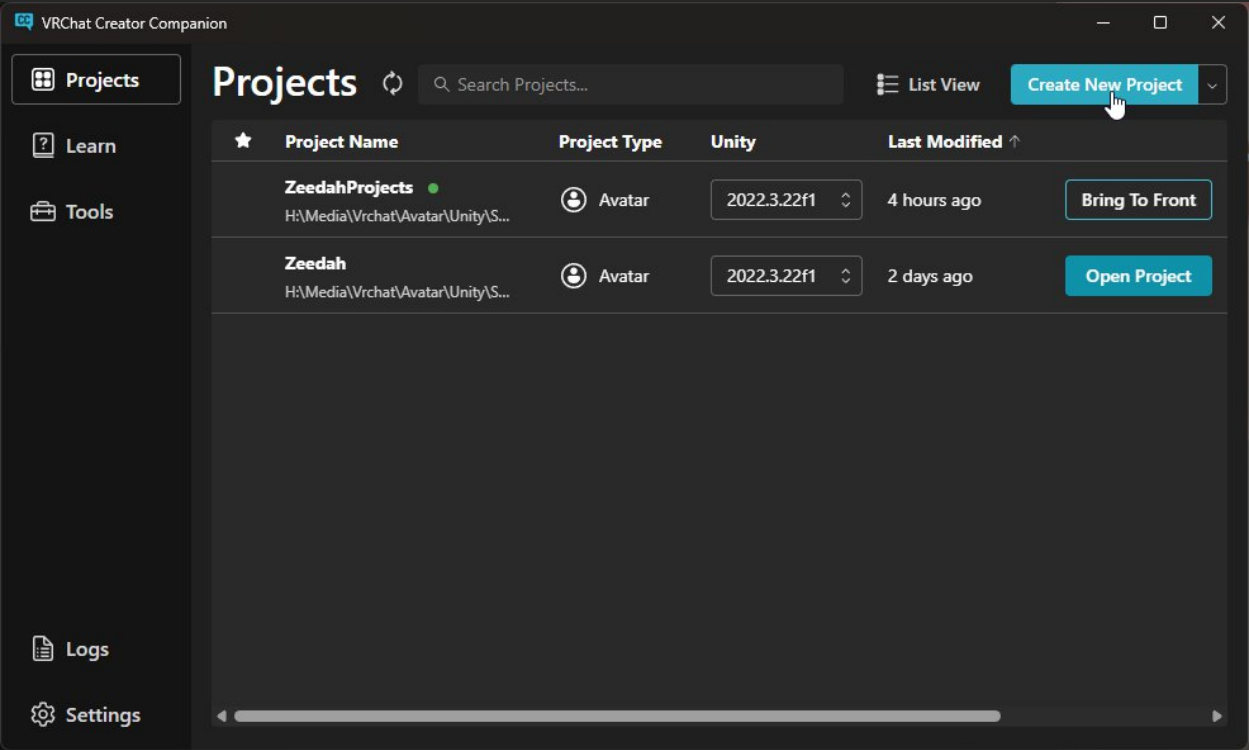 VRChat Creator Companion
Projects
Learn
Tools
Logs
Settings
Projects
Search Projects...
List View
Create New Project
Project Name Project Type Unity Last Modified ↑
ZeedahProjects
H:\Media\Vrchat\Avatar\Unity\S...
Avatar
2022.3.22f1
4 hours ago
Bring To Front
Zeedah
H:\Media\Vrchat\Avatar\Unity\S...
Avatar
2022.3.22f1
2 days ago
Open Project